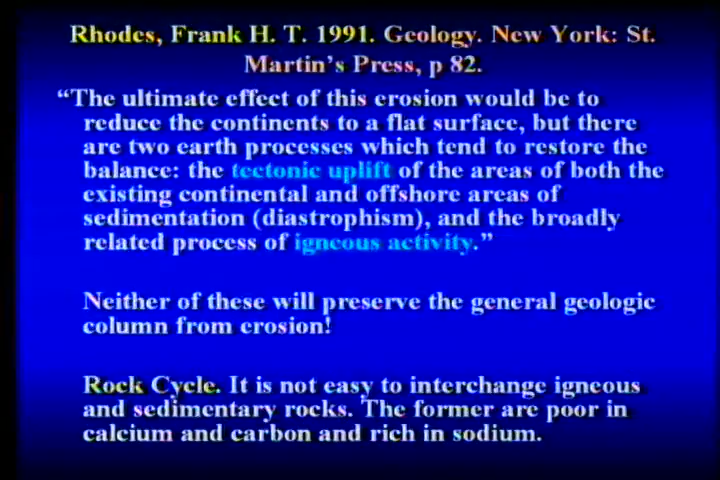 Rhodes, Frank H. T. 1991. Geology. New York: St.
Martin's Press, p 82.
“The ultimate effect of this erosion would be to
reduce the continents to a flat surface, but there
are two earth processes which tend to restore the
balance: the tectonic uplift of the areas of both the
existing continental and offshore areas of
sedimentation (diastrophism), and the broadly
related process of igneous activity.”
Neither of these will preserve the general geologic
column from erosion!
Rock Cycle. It is not easy to interchange igneous
and sedimentary rocks. The former are poor in
calcium and carbon and rich in sodium.